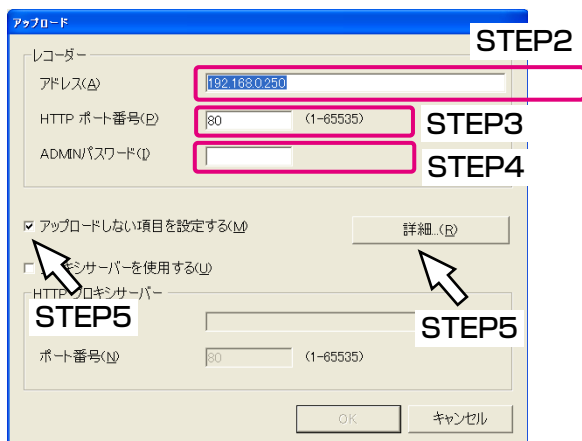 アップロード
STEP2
レコーダー
アドレス(A) 192.168.0.250
HTTP ポート番号(P) 80 (1-65535) STEP3
ADMINパスワード(I) STEP4
アップロードしない項目を設定する(M) 詳細...(R)
キシサーバーを使用する(U)
HTTP プロキシサーバー
STEP5 STEP5
ポート番号(N) 80 (1-65535)
OK キャンセル